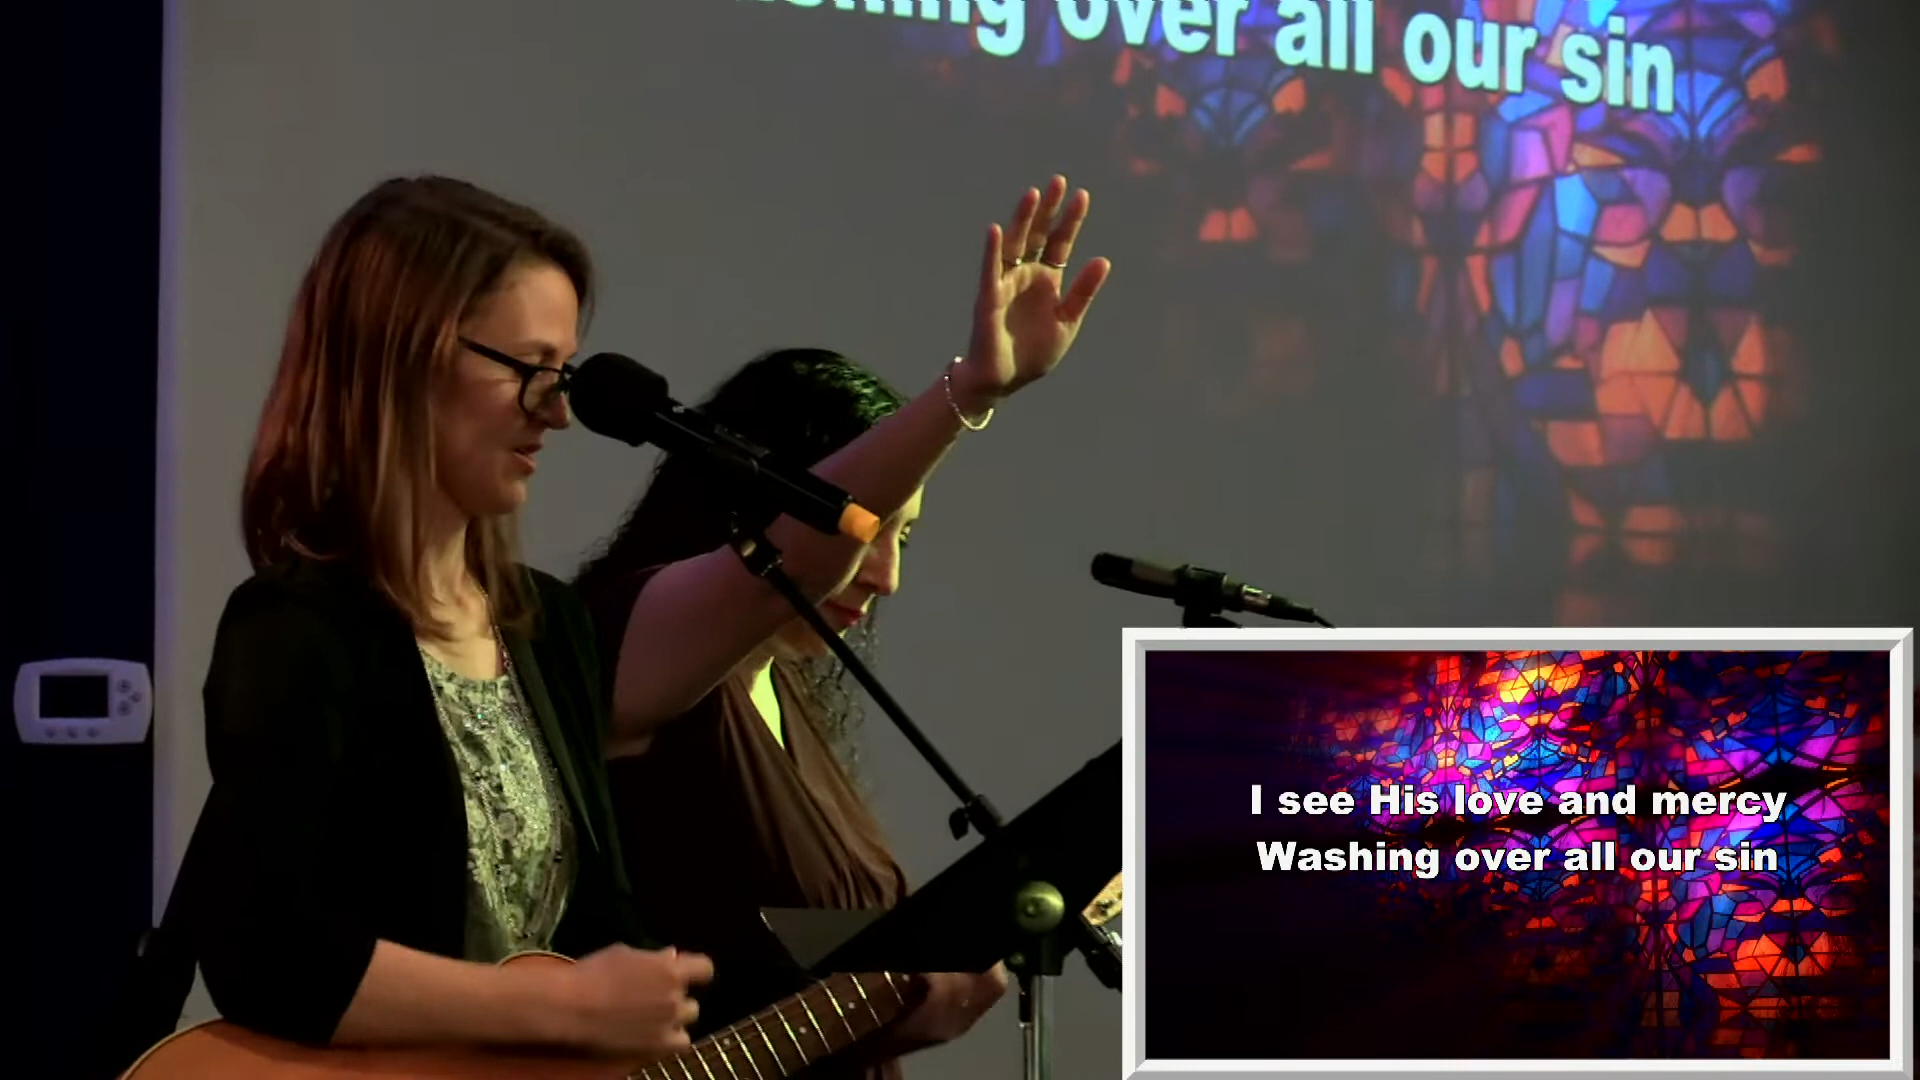 over all our sin
I see His love and mercy
Washing over all our sin